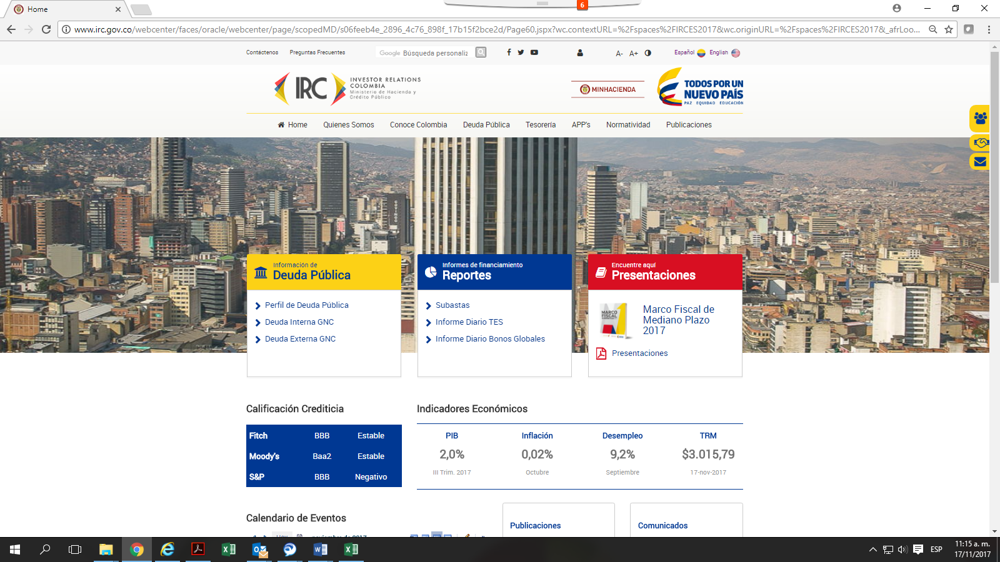 Home
6
www.irc.gov.co/webcenter/faces/oracle/webcenter/page/scopedMD/s06feeb4e_2896_4c76_898f_17b15f2bce2d/Page60.jspx?wc.contextURL=%2Fspaces%2FIRCES2017&wc.originURL=%2Fspaces%2FIRCES2017&_afrLoo...
Contáctenos Preguntas Frecuentes Google Búsqueda personaliz A- A+ Español English
IRC INVESTOR RELATIONS
COLOMBIA
Ministerio de Hacienda y
Crédito Público
MINHACIENDA
TODOS POR UN
NUEVO PAÍS
PAZ EQUIDAD EDUCACIÓN
Home Quienes Somos Conoce Colombia Deuda Pública Tesorería APP's Normatividad Publicaciones
Información de
Deuda Pública
Perfil de Deuda Pública
Deuda Interna GNC
Deuda Externa GNC
Informes de financiamiento
Reportes
Subastas
Informe Diario TES
Informe Diario Bonos Globales
Encuentre aquí
Presentaciones
MARCO
FISCAL
Marco Fiscal de
Mediano Plazo
2017
Presentaciones
Calificación Crediticia
Fitch BBB Estable
Moody's Baa2 Estable
S&P BBB Negativo
Indicadores Económicos
PIB Inflación Desempleo TRM
2,0% 0,02% 9,2% $3.015,79
III Trim. 2017 Octubre Septiembre 17-nov-2017
Calendario de Eventos
Publicaciones
Comunicados
noviembre de 2017
ESP
11:15 a. m.
17/11/2017